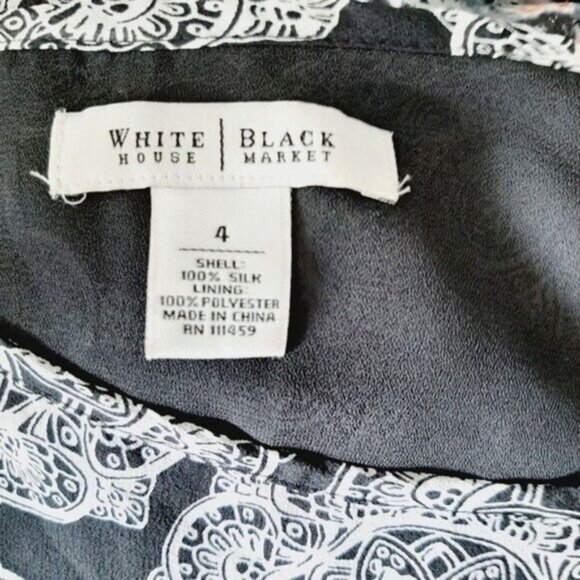 WHITE | BLACK
HOUSE | MARKET
4
SHELL:
100% SILK
LINING:
100% POLYESTER
MADE IN CHINA
RN 111459